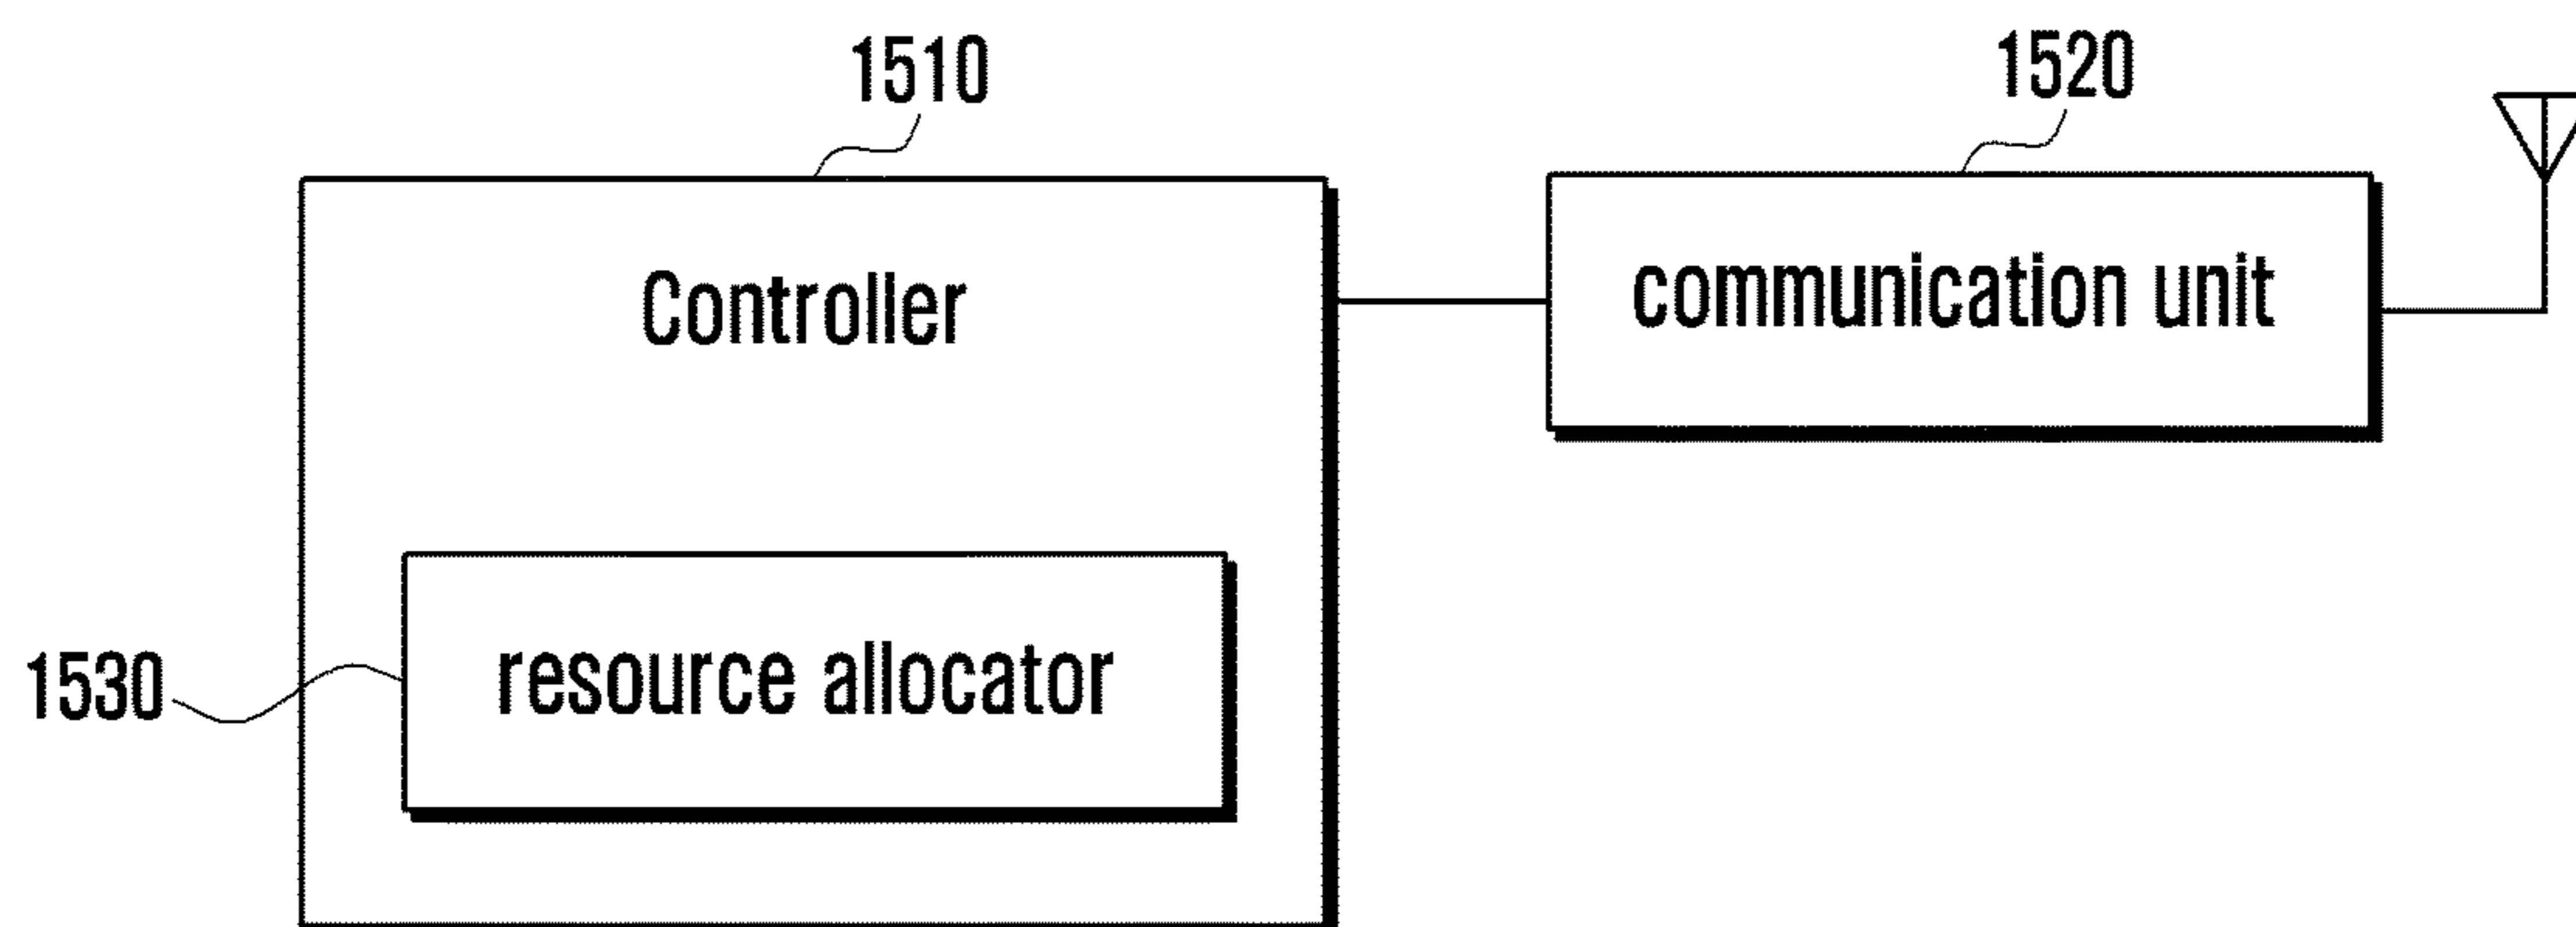 1510
1520
Controller
communication unit
1530
resource allocator